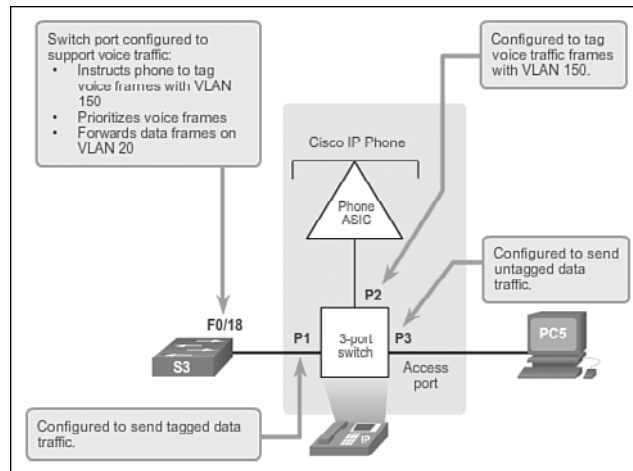 Switch port configured to
support voice traffic:
• Instructs phone to tag
voice frames with VLAN
150
• Prioritizes voice frames
• Forwards data frames on
VLAN 20
Configured to tag
voice traffic frames
with VLAN 150.
Cisco IP Phone
Phone
ASIC
Configured to send
untagged data
traffic.
P2
F0/18
P1
3-port
switch
P3
PC5
S3
Access
port
Configured to send tagged data
traffic.
IP